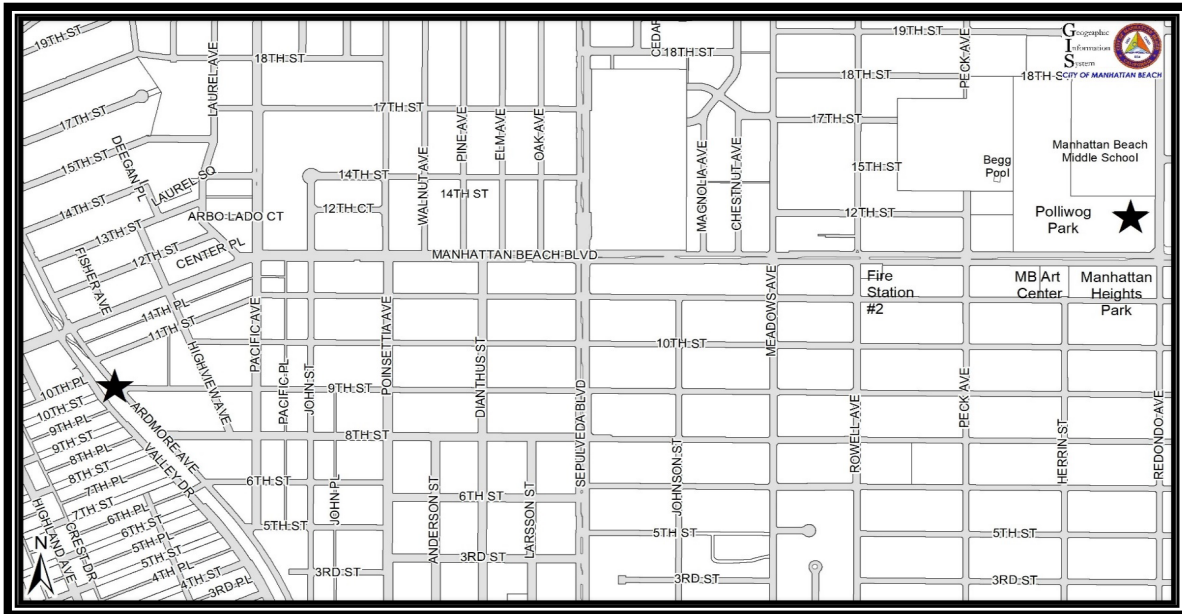 19TH ST
LAUREL AVE
18TH ST
CEDAR
18TH ST
19TH ST
PECK AVE
Geographic
Information
System
CITY OF MANHATTAN BEACH
18TH ST
18TH S
17TH ST
17TH ST
17TH ST
PINE AVE
ELM AVE
OAK AVE
WALNUT AVE
MAGNOLIA AVE
CHESTNUT AVE
15TH ST
DEEGAN PL
LAUREL SQ
14TH ST
14TH ST
14TH ST
15TH ST
Begg
Pool
Manhattan Beach
Middle School
13TH ST
ARBOLADO CT
12TH CT
12TH ST
Polliwog
Park
12TH ST
CENTER PL
FISHER AVE
MANHATTAN BEACH BLVD
Fire
Station
#2
MB Art
Center
Manhattan
Heights
Park
11TH PL
11TH ST
HIGHVIEW AVE
PACIFIC AVE
PACIFIC PL
JOHN ST
POINSETTIA AVE
DIANTHUS ST
SEPULVEDA BLVD
10TH ST
MEADOWS AVE
10TH PL
10TH ST
9TH PL
9TH ST
8TH PL
8TH ST
7TH PL
7TH ST
6TH PL
6TH ST
5TH PL
5TH ST
4TH PL
4TH ST
3RD PL
ARDMORE AVE
VALLEY DR
HIGHLAND AVE
CREST DR
9TH ST
8TH ST
6TH ST
JOHN PL
5TH ST
3RD ST
ANDERSON ST
6TH ST
LARSSON ST
3RD ST
JOHNSON ST
5TH ST
3RD ST
ROWELL AVE
PECK AVE
HERRIN ST
REDONDO AVE
5TH ST
3RD ST
N